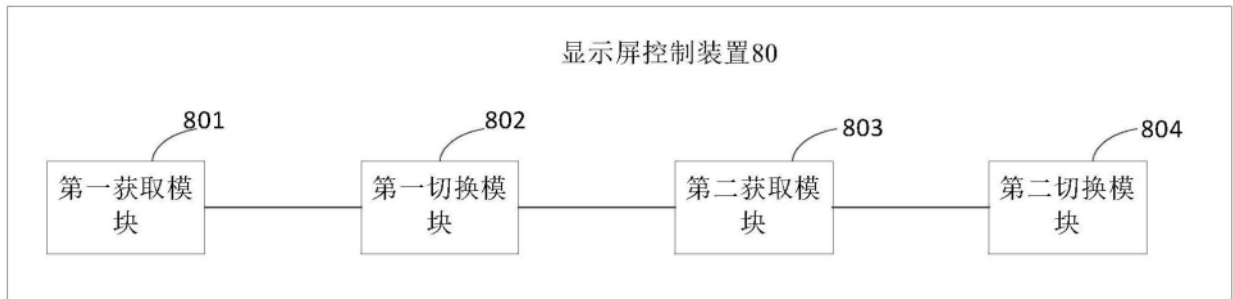 显示屏控制装置80
801
802
803
804
第一获取模
块
第一切换模
块
第二获取模
块
第二切换模
块